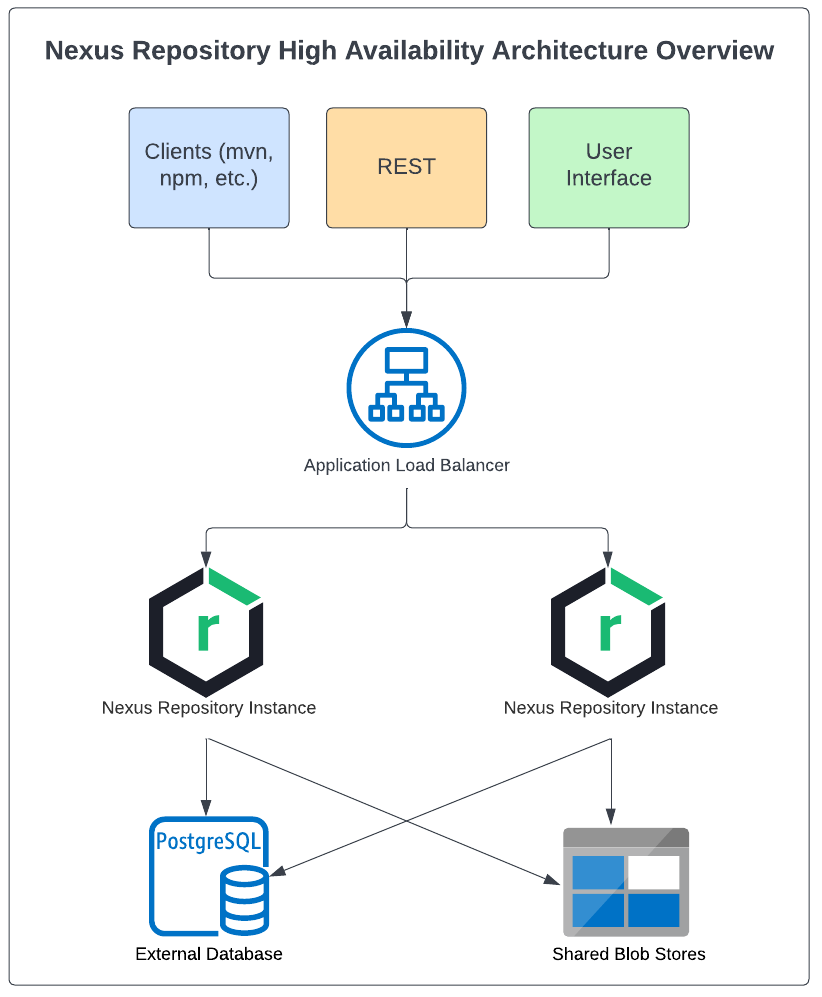 Nexus Repository High Availability Architecture Overview
Clients (mvn,
npm, etc.)
REST
User
Interface
Application Load Balancer
r
r
Nexus Repository Instance
Nexus Repository Instance
PostgreSQL
External Database
Shared Blob Stores